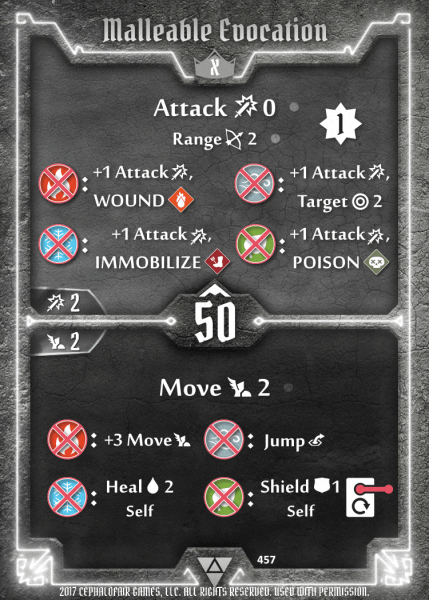 Malleable Evocation
X
Attack 0
Range 2
1
: +1 Attack, WOUND
: +1 Attack, Target 2
: +1 Attack, IMMOBILIZE
: +1 Attack, POISON
2
50
2
Move 2
: +3 Move
: Jump
: Heal 2 Self
: Shield 1 Self
457
2017 CEPHALOFAIR GAMES, LLC. ALL RIGHTS RESERVED. USED WITH PERMISSION.